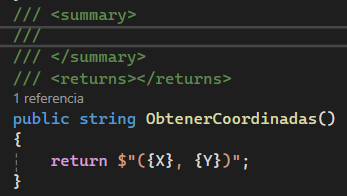 /// <summary>
///
/// </summary>
/// <returns></returns>
1 referencia
public string ObtenerCoordinadas()
{
return $"({X}, {Y})";
}